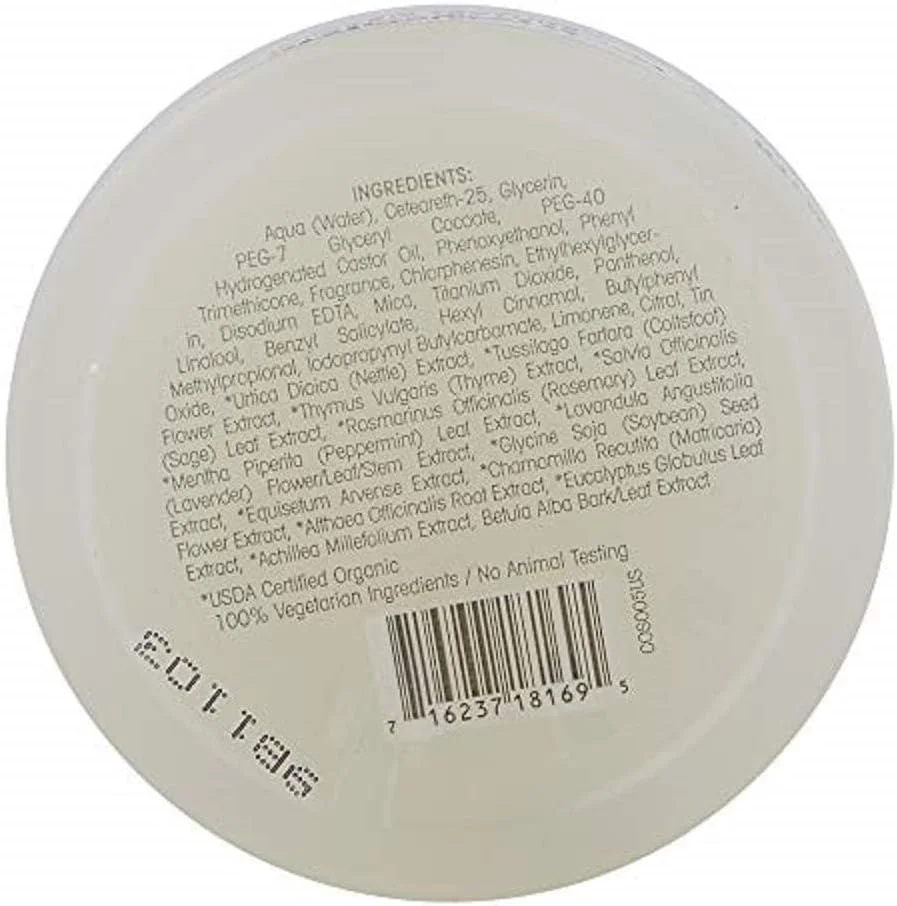 INGREDIENTS:
Aqua (Water), Ceteareth-25, Glycerin,
PEG-7 Glyceryl Cocoate, PEG-40
Hydrogenated Castor Oil, Phenoxyethanol, Phenyl
Trimethicone, Fragrance, Chlorphenesin, Ethylhexylglycer-
in, Disodium EDTA, Mica, Titanium Dioxide, Panthenol,
Linalool, Benzyl Salicylate, Hexyl Cinnamal, Butylphenyl
Methylpropional, Iodopropynyl Butylcarbamate, Limonene, Citral, Tin
Oxide, *Urtica Dioica (Nettle) Extract, *Tussilago Farfara (Coltsfoot)
Flower Extract, *Thymus Vulgaris (Thyme) Extract, *Salvia Officinalis
(Sage) Leaf Extract, *Rosmarinus Officinalis (Rosemary) Leaf Extract,
*Mentha Piperita (Peppermint) Leaf Extract, *Lavandula Angustifolia
(Lavender) Flower/Leaf/Stem Extract, *Glycine Soja (Soybean) Seed
Extract, *Equisetum Arvense Extract, *Chamomilla Recutita (Matricaria)
Flower Extract, *Althaea Officinalis Root Extract, *Eucalyptus Globulus Leaf
Extract, *Achillea Millefolium Extract, Betula Alba Bark/Leaf Extract
*USDA Certified Organic
100% Vegetarian Ingredients / No Animal Testing
COS005US
7 16237 18169 5